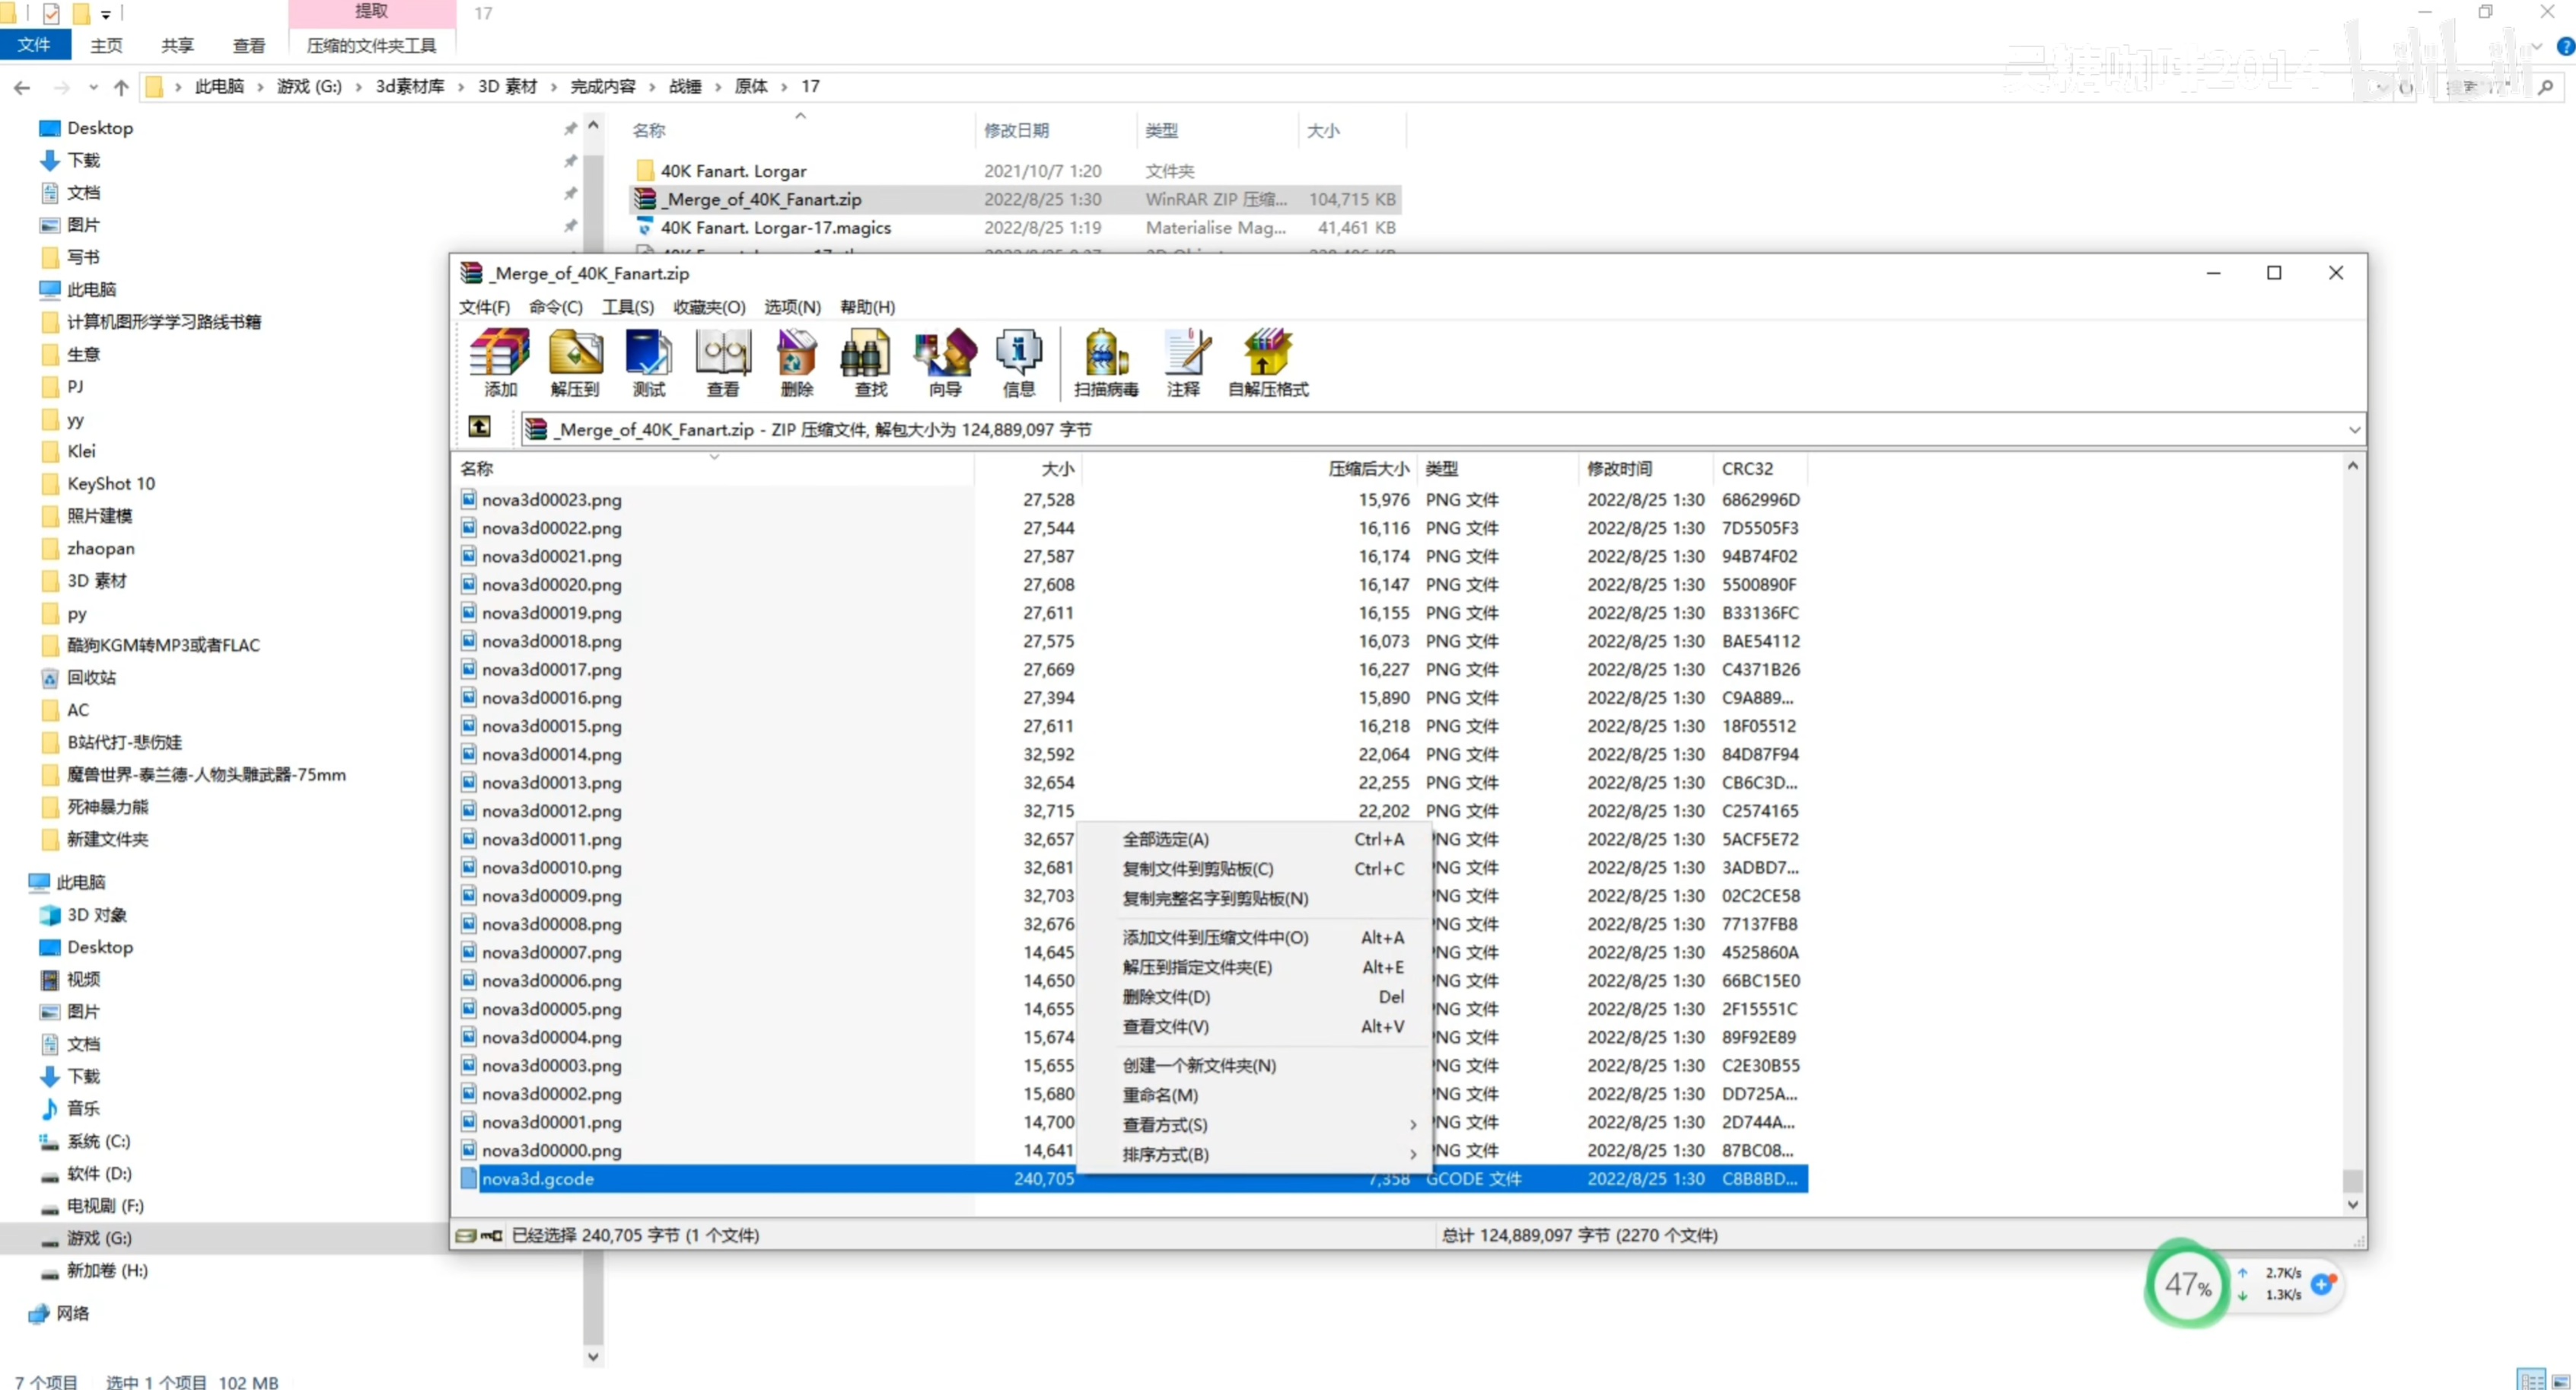 提取 17
文件 主页 共享 查看 压缩的文件夹工具
此电脑 › 游戏 (G:) › 3d素材库 › 3D 素材 › 完成内容 › 战锤 › 原体 › 17
Desktop
下载
文档
图片
写书
此电脑
计算机图形学学习路线书籍
生意
PJ
yy
Klei
KeyShot 10
照片建模
zhaopan
3D 素材
py
酷狗KGM转MP3或者FLAC
回收站
AC
B站代打-悲伤娃
魔兽世界-泰兰德-人物头雕武器-75mm
死神暴力熊
新建文件夹
此电脑
3D 对象
Desktop
视频
图片
文档
下载
音乐
系统 (C:)
软件 (D:)
电视剧 (F:)
游戏 (G:)
新加卷 (H:)
网络
7 个项目 选中 1 个项目 102 MB
名称 修改日期 类型 大小
40K Fanart. Lorgar 2021/10/7 1:20 文件夹
_Merge_of_40K_Fanart.zip 2022/8/25 1:30 WinRAR ZIP 压缩... 104,715 KB
40K Fanart. Lorgar-17.magics 2022/8/25 1:19 Materialise Mag... 41,461 KB
_Merge_of_40K_Fanart.zip
文件(F) 命令(C) 工具(S) 收藏夹(O) 选项(N) 帮助(H)
添加 解压到 测试 查看 删除 查找 向导 信息 扫描病毒 注释 自解压格式
_Merge_of_40K_Fanart.zip - ZIP 压缩文件, 解包大小为 124,889,097 字节
名称 大小 压缩后大小 类型 修改时间 CRC32
nova3d00023.png 27,528 15,976 PNG 文件 2022/8/25 1:30 6862996D
nova3d00022.png 27,544 16,116 PNG 文件 2022/8/25 1:30 7D5505F3
nova3d00021.png 27,587 16,174 PNG 文件 2022/8/25 1:30 94B74F02
nova3d00020.png 27,608 16,147 PNG 文件 2022/8/25 1:30 5500890F
nova3d00019.png 27,611 16,155 PNG 文件 2022/8/25 1:30 B33136FC
nova3d00018.png 27,575 16,073 PNG 文件 2022/8/25 1:30 BAE54112
nova3d00017.png 27,669 16,227 PNG 文件 2022/8/25 1:30 C4371B26
nova3d00016.png 27,394 15,890 PNG 文件 2022/8/25 1:30 C9A889...
nova3d00015.png 27,611 16,218 PNG 文件 2022/8/25 1:30 18F05512
nova3d00014.png 32,592 22,064 PNG 文件 2022/8/25 1:30 84D87F94
nova3d00013.png 32,654 22,255 PNG 文件 2022/8/25 1:30 CB6C3D...
nova3d00012.png 32,715 22,202 PNG 文件 2022/8/25 1:30 C2574165
nova3d00011.png 32,657 NG 文件 2022/8/25 1:30 5ACF5E72
nova3d00010.png 32,681 NG 文件 2022/8/25 1:30 3ADBD7...
nova3d00009.png 32,703 NG 文件 2022/8/25 1:30 02C2CE58
nova3d00008.png 32,676 NG 文件 2022/8/25 1:30 77137FB8
nova3d00007.png 14,645 NG 文件 2022/8/25 1:30 4525860A
nova3d00006.png 14,650 NG 文件 2022/8/25 1:30 66BC15E0
nova3d00005.png 14,655 NG 文件 2022/8/25 1:30 2F15551C
nova3d00004.png 15,674 NG 文件 2022/8/25 1:30 89F92E89
nova3d00003.png 15,655 NG 文件 2022/8/25 1:30 C2E30B55
nova3d00002.png 15,680 NG 文件 2022/8/25 1:30 DD725A...
nova3d00001.png 14,700 NG 文件 2022/8/25 1:30 2D744A...
nova3d00000.png 14,641 NG 文件 2022/8/25 1:30 87BC08...
nova3d.gcode 240,705 7,358 GCODE 文件 2022/8/25 1:30 C8B8BD...
全部选定(A) Ctrl+A
复制文件到剪贴板(C) Ctrl+C
复制完整名字到剪贴板(N)
添加文件到压缩文件中(O) Alt+A
解压到指定文件夹(E) Alt+E
删除文件(D) Del
查看文件(V) Alt+V
创建一个新文件夹(N)
重命名(M)
查看方式(S)
排序方式(B)
已经选择 240,705 字节 (1 个文件) 总计 124,889,097 字节 (2270 个文件)
47% 2.7K/s
1.3K/s
bilibili